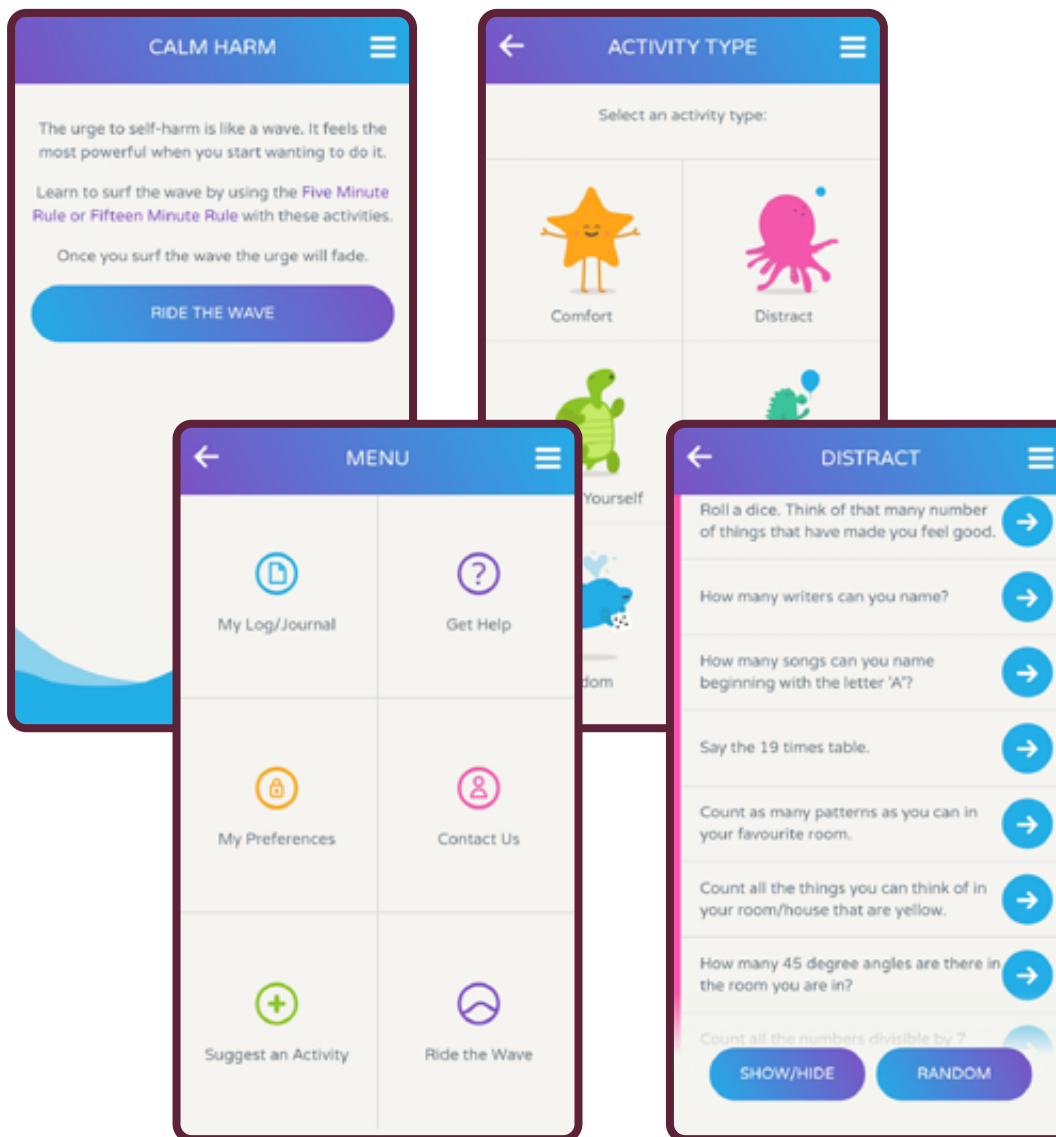 CALM HARM
The urge to self-harm is like a wave. It feels the
most powerful when you start wanting to do it.
Learn to surf the wave by using the Five Minute
Rule or Fifteen Minute Rule with these activities.
Once you surf the wave the urge will fade.
RIDE THE WAVE
ACTIVITY TYPE
Select an activity type:
Comfort
Distract
Yourself
dom
MENU
My Log/Journal
Get Help
My Preferences
Contact Us
Suggest an Activity
Ride the Wave
DISTRACT
Roll a dice. Think of that many number
of things that have made you feel good.
How many writers can you name?
How many songs can you name
beginning with the letter 'A'?
Say the 19 times table.
Count as many patterns as you can in
your favourite room.
Count all the things you can think of in
your room/house that are yellow.
How many 45 degree angles are there in
the room you are in?
Count all the numbers divisible by 7
SHOW/HIDE
RANDOM